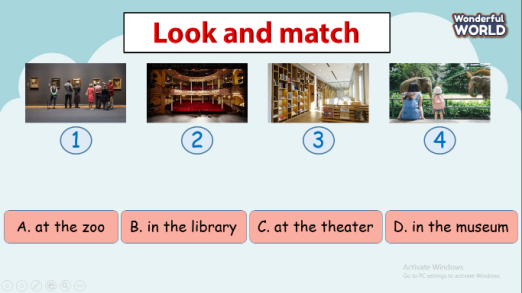 Look and match
Wonderful
WORLD
1
2
3
4
A. at the zoo
B. in the library
C. at the theater
D. in the museum
Activate Windows
Go to PC settings to activate Windows.